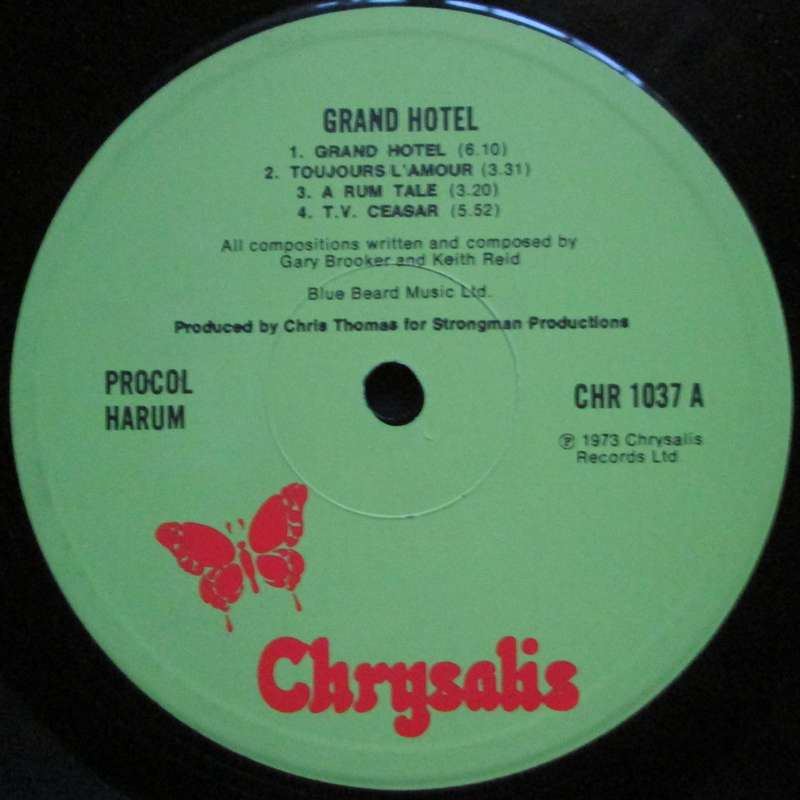 GRAND HOTEL
1. GRAND HOTEL (6.10)
2. TOUJOURS L'AMOUR (3.31)
3. A RUM TALE (3.20)
4. T.V. CEASAR (5.52)
All compositions written and composed by
Gary Brooker and Keith Reid
Blue Beard Music Ltd.
Produced by Chris Thomas for Strongman Productions
PROCOL
HARUM
CHR 1037 A
℗ 1973 Chrysalis
Records Ltd
Chrysalis